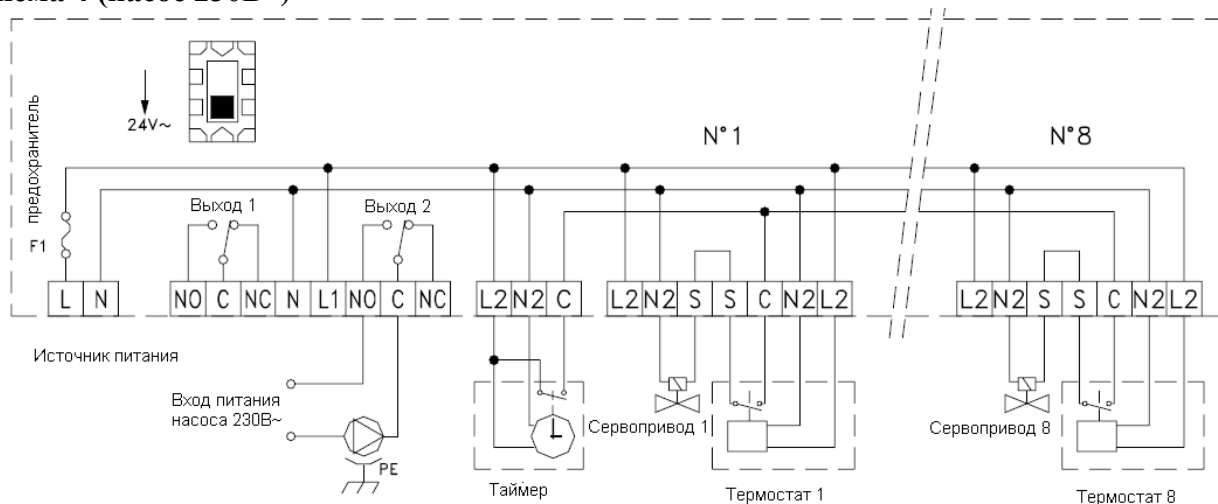 (насос 230В~)
24V~
предохранитель
F1
N°1
N°8
Выход 1
Выход 2
L N
NO C NC N L1 NO C NC
L2 N2 C
L2 N2 S S C N2 L2
L2 N2 S S C N2 L2
Источник питания
Вход питания
насоса 230В~
PE
Таймер
Сервопривод 1
Термостат 1
Сервопривод 8
Термостат 8